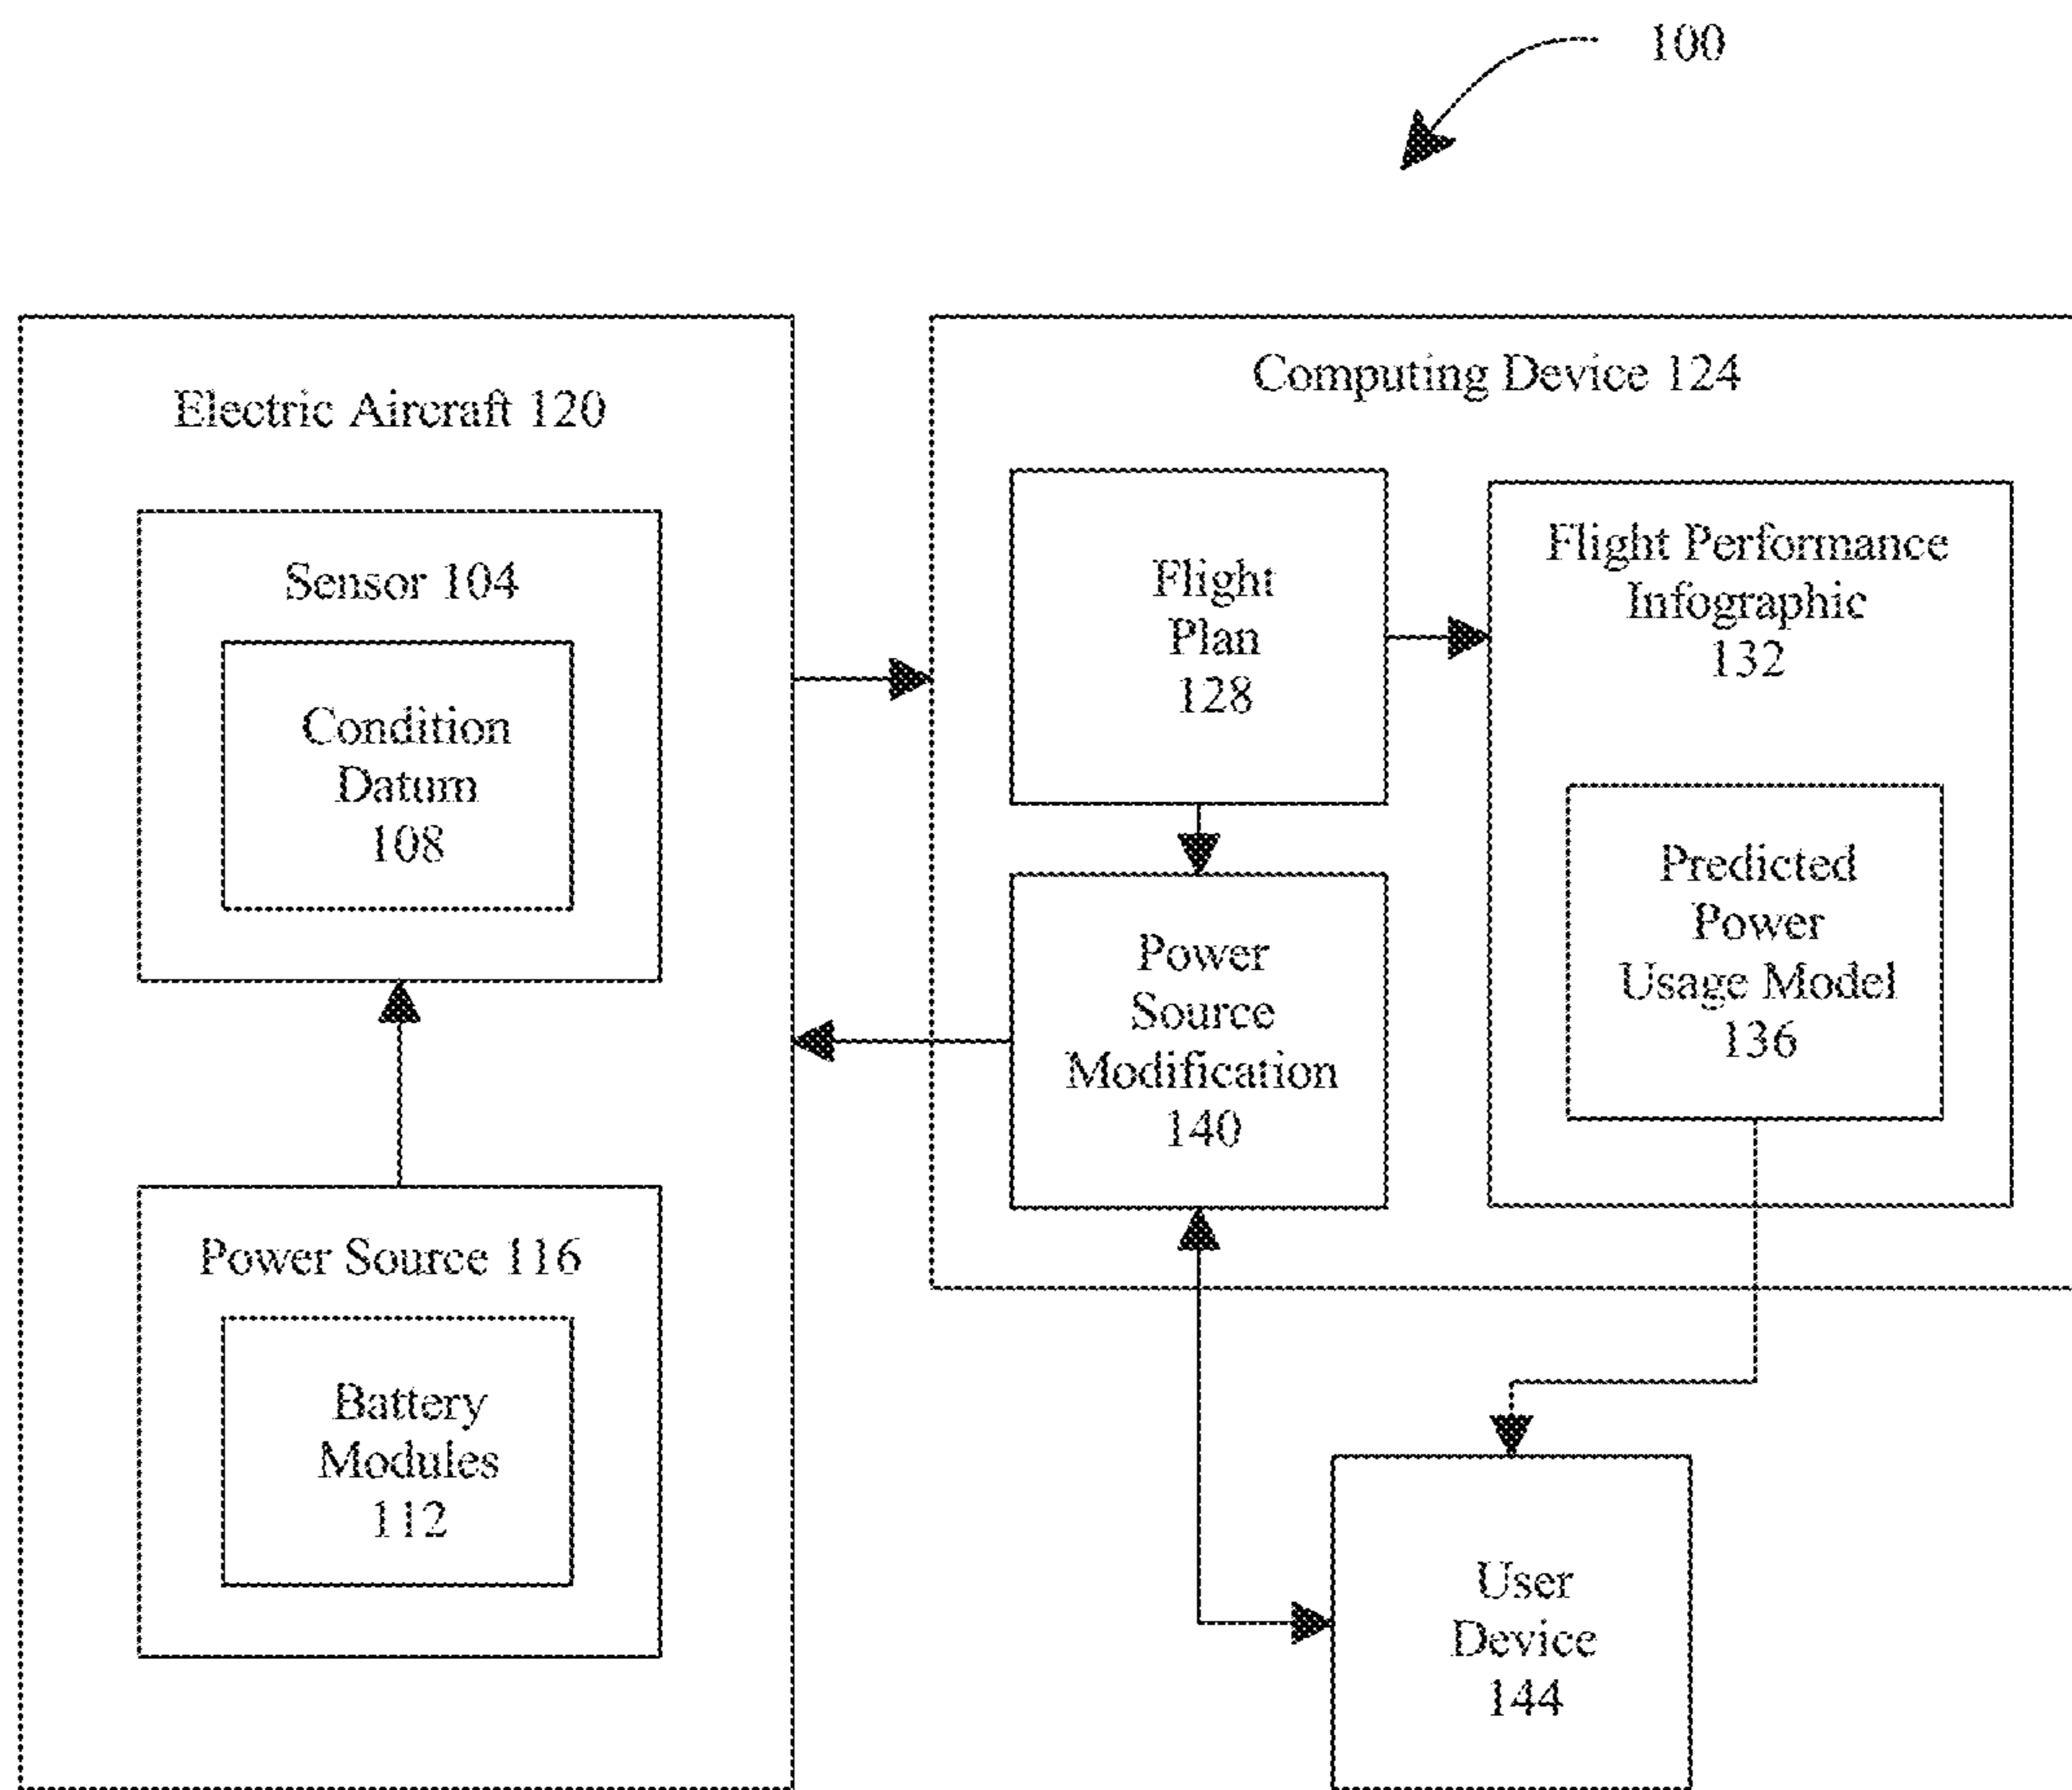 100
Electric Aircraft 120
Sensor 104
Condition
Datum
108
Power Source 116
Battery
Modules
112
Computing Device 124
Flight
Plan
128
Flight Performance
Infographic
132
Predicted
Power
Usage Model
136
Power
Source
Modification
140
User
Device
144